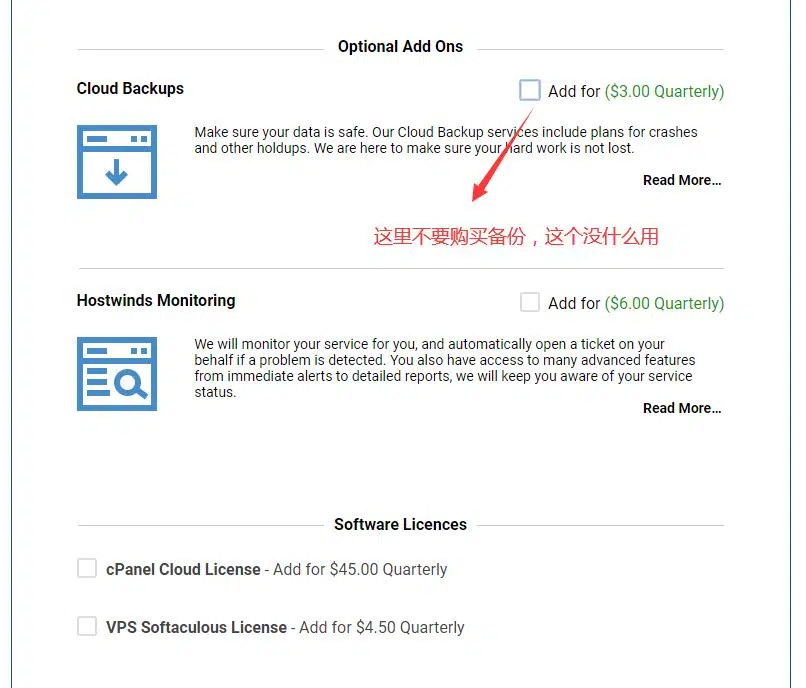 Optional Add Ons
Cloud Backups
Add for ($3.00 Quarterly)
Make sure your data is safe. Our Cloud Backup services include plans for crashes
and other holdups. We are here to make sure your hard work is not lost.
Read More...
这里不要购买备份，这个没什么用
Hostwinds Monitoring
Add for ($6.00 Quarterly)
We will monitor your service for you, and automatically open a ticket on your
behalf if a problem is detected. You also have access to many advanced features
from immediate alerts to detailed reports, we will keep you aware of your service
status.
Read More...
Software Licences
cPanel Cloud License - Add for $45.00 Quarterly
VPS Softaculous License - Add for $4.50 Quarterly